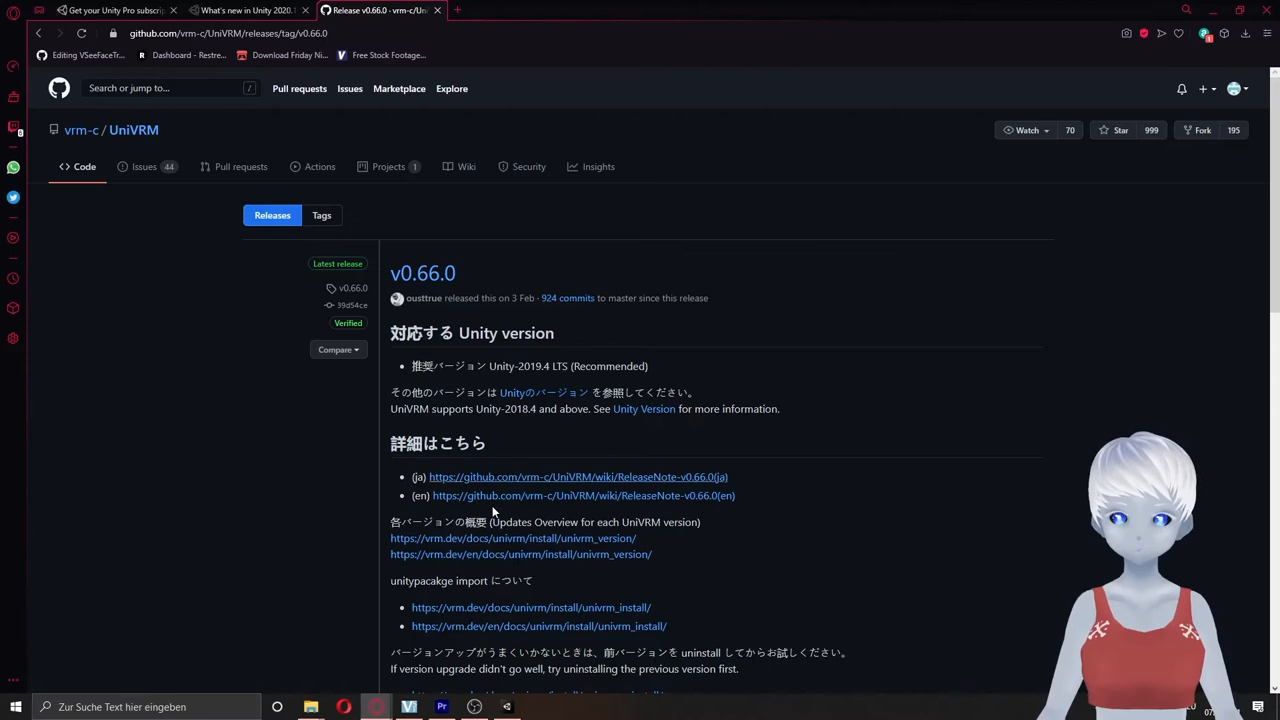 Get your Unity Pro subscrip
What's new in Unity 2020.1
Release v0.66.0 · vrm-c/Uni
github.com/vrm-c/UniVRM/releases/tag/v0.66.0
Editing VSeeFaceTr...
Dashboard - Restre...
Download Friday Ni...
Free Stock Footage...
Search or jump to...
/
Pull requests
Issues
Marketplace
Explore
vrm-c / UniVRM
Watch
70
Star
999
Fork
195
Code
Issues 44
Pull requests
Actions
Projects 1
Wiki
Security
Insights
Releases
Tags
Latest release
v0.66.0
39d54ce
Verified
Compare
v0.66.0
ousttrue released this on 3 Feb · 924 commits to master since this release
対応する Unity version
推奨バージョン Unity-2019.4 LTS (Recommended)
その他のバージョンは Unityのバージョン を参照してください。
UniVRM supports Unity-2018.4 and above. See Unity Version for more information.
詳細はこちら
(ja) https://github.com/vrm-c/UniVRM/wiki/ReleaseNote-v0.66.0(ja)
(en) https://github.com/vrm-c/UniVRM/wiki/ReleaseNote-v0.66.0(en)
各バージョンの概要 (Updates Overview for each UniVRM version)
https://vrm.dev/docs/univrm/install/univrm_version/
https://vrm.dev/en/docs/univrm/install/univrm_version/
unitypacakge import について
https://vrm.dev/docs/univrm/install/univrm_install/
https://vrm.dev/en/docs/univrm/install/univrm_install/
バージョンアップがうまくいかないときは、前バージョンを uninstall してからお試しください。
If version upgrade didn't go well, try uninstalling the previous version first.
Zur Suche Text hier eingeben